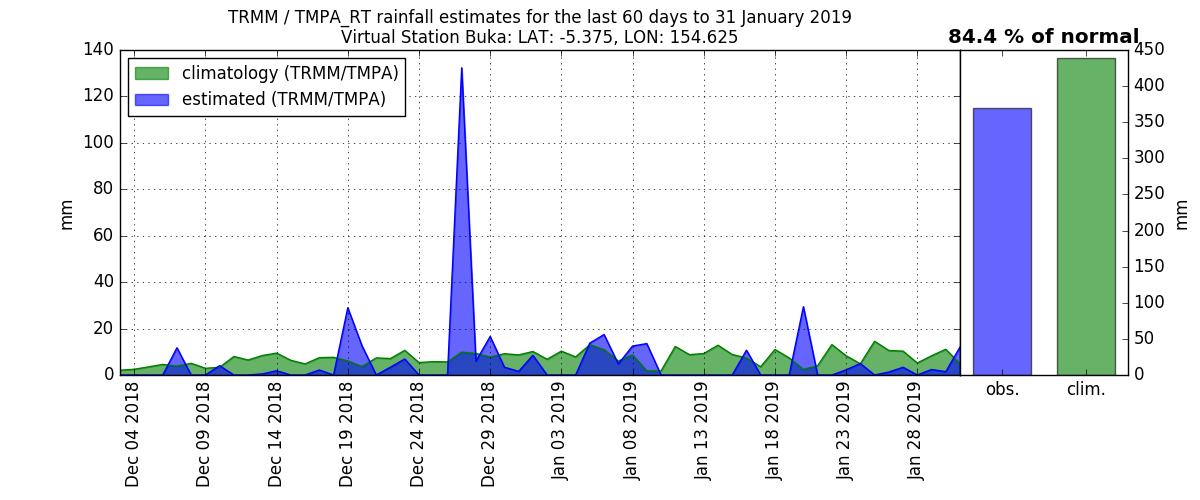 TRMM / TMPA_RT rainfall estimates for the last 60 days to 31 January 2019
Virtual Station Buka: LAT: -5.375, LON: 154.625
84.4 % of normal
climatology (TRMM/TMPA)
estimated (TRMM/TMPA)
140
120
100
80
60
40
20
0
mm
Dec 04 2018
Dec 09 2018
Dec 14 2018
Dec 19 2018
Dec 24 2018
Dec 29 2018
Jan 03 2019
Jan 08 2019
Jan 13 2019
Jan 18 2019
Jan 23 2019
Jan 28 2019
450
400
350
300
250
200
150
100
50
0
mm
obs.
clim.